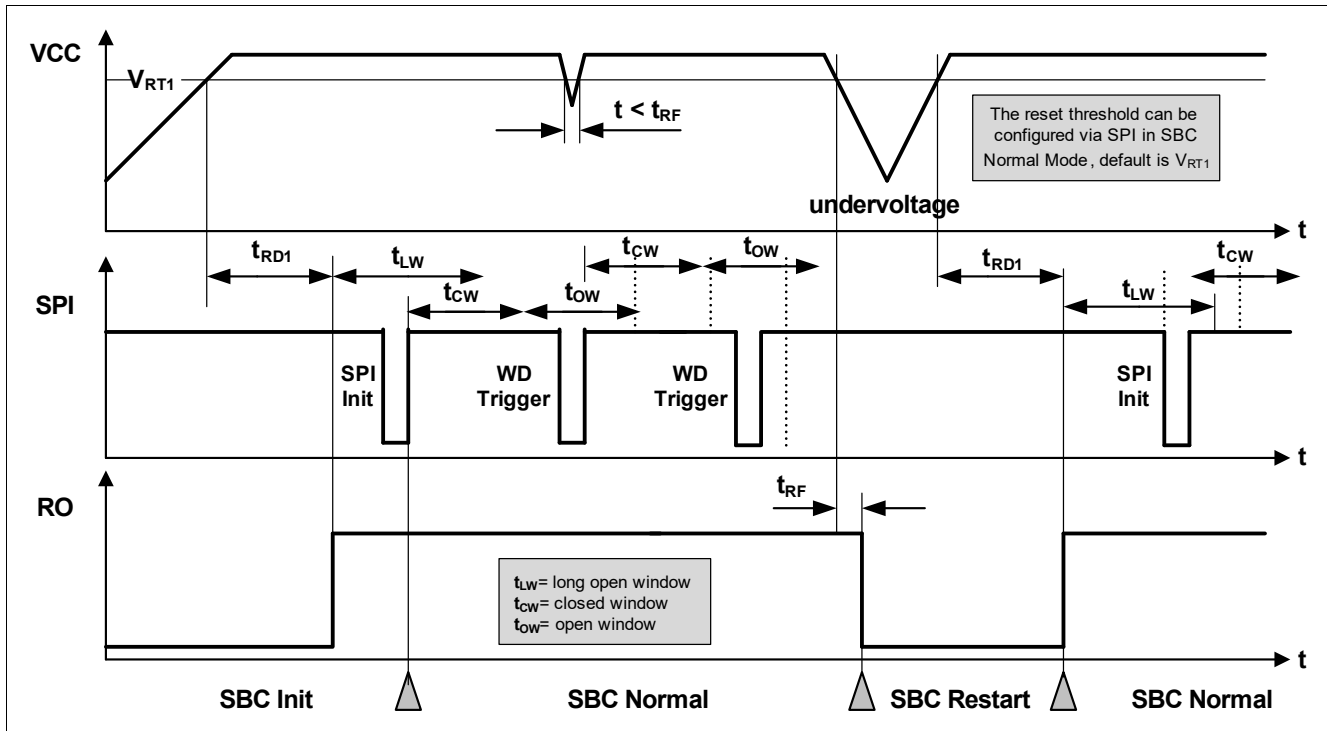 VCC
VRT1
t < tRF
The reset threshold can be
configured via SPI in SBC
Normal Mode, default is VRT1
undervoltage
t
tRD1
tLW
tCW
tOW
tCW
tOW
tRD1
tLW
tCW
SPI
SPI
Init
WD
Trigger
WD
Trigger
SPI
Init
t
RO
tRF
tLW= long open window
tCW= closed window
tOW= open window
t
SBC Init
SBC Normal
SBC Restart
SBC Normal